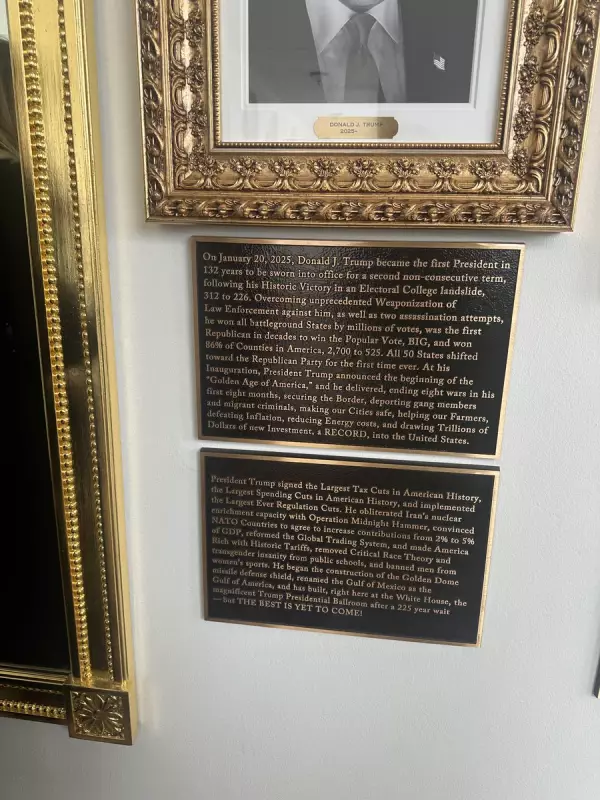 DONALD J. TRUMP
2025-
On January 20, 2025, Donald J. Trump became the first President in
132 years to be sworn into office for a second non-consecutive term,
following his Historic Victory in an Electoral College landslide,
312 to 226. Overcoming unprecedented Weaponization of
Law Enforcement against him, as well as two assassination attempts,
he won all battleground States by millions of votes, was the first
Republican in decades to win the Popular Vote, BIG, and won
86% of Counties in America, 2,700 to 525. All 50 States shifted
toward the Republican Party for the first time ever. At his
Inauguration, President Trump announced the beginning of the
"Golden Age of America," and he delivered, ending eight wars in his
first eight months, securing the Border, deporting gang members
and migrant criminals, making our Cities safe, helping our Farmers,
defeating Inflation, reducing Energy costs, and drawing Trillions of
Dollars of new Investment, a RECORD, into the United States.
President Trump signed the Largest Tax Cuts in American History,
the Largest Spending Cuts in American History, and implemented
the Largest Ever Regulation Cuts. He obliterated Iran's nuclear
enrichment capacity with Operation Midnight Hammer, convinced
NATO Countries to agree to increase contributions from 2% to 5%
of GDP, reformed the Global Trading System, and made America
Rich with Historic Tariffs, removed Critical Race Theory and
transgender insanity from public schools, and banned men from
women's sports. He began the construction of the Golden Dome
missile defense shield, renamed the Gulf of Mexico as the
Gulf of America, and has built, right here at the White House, the
magnificent Trump Presidential Ballroom after a 225 year wait
—but THE BEST IS YET TO COME!